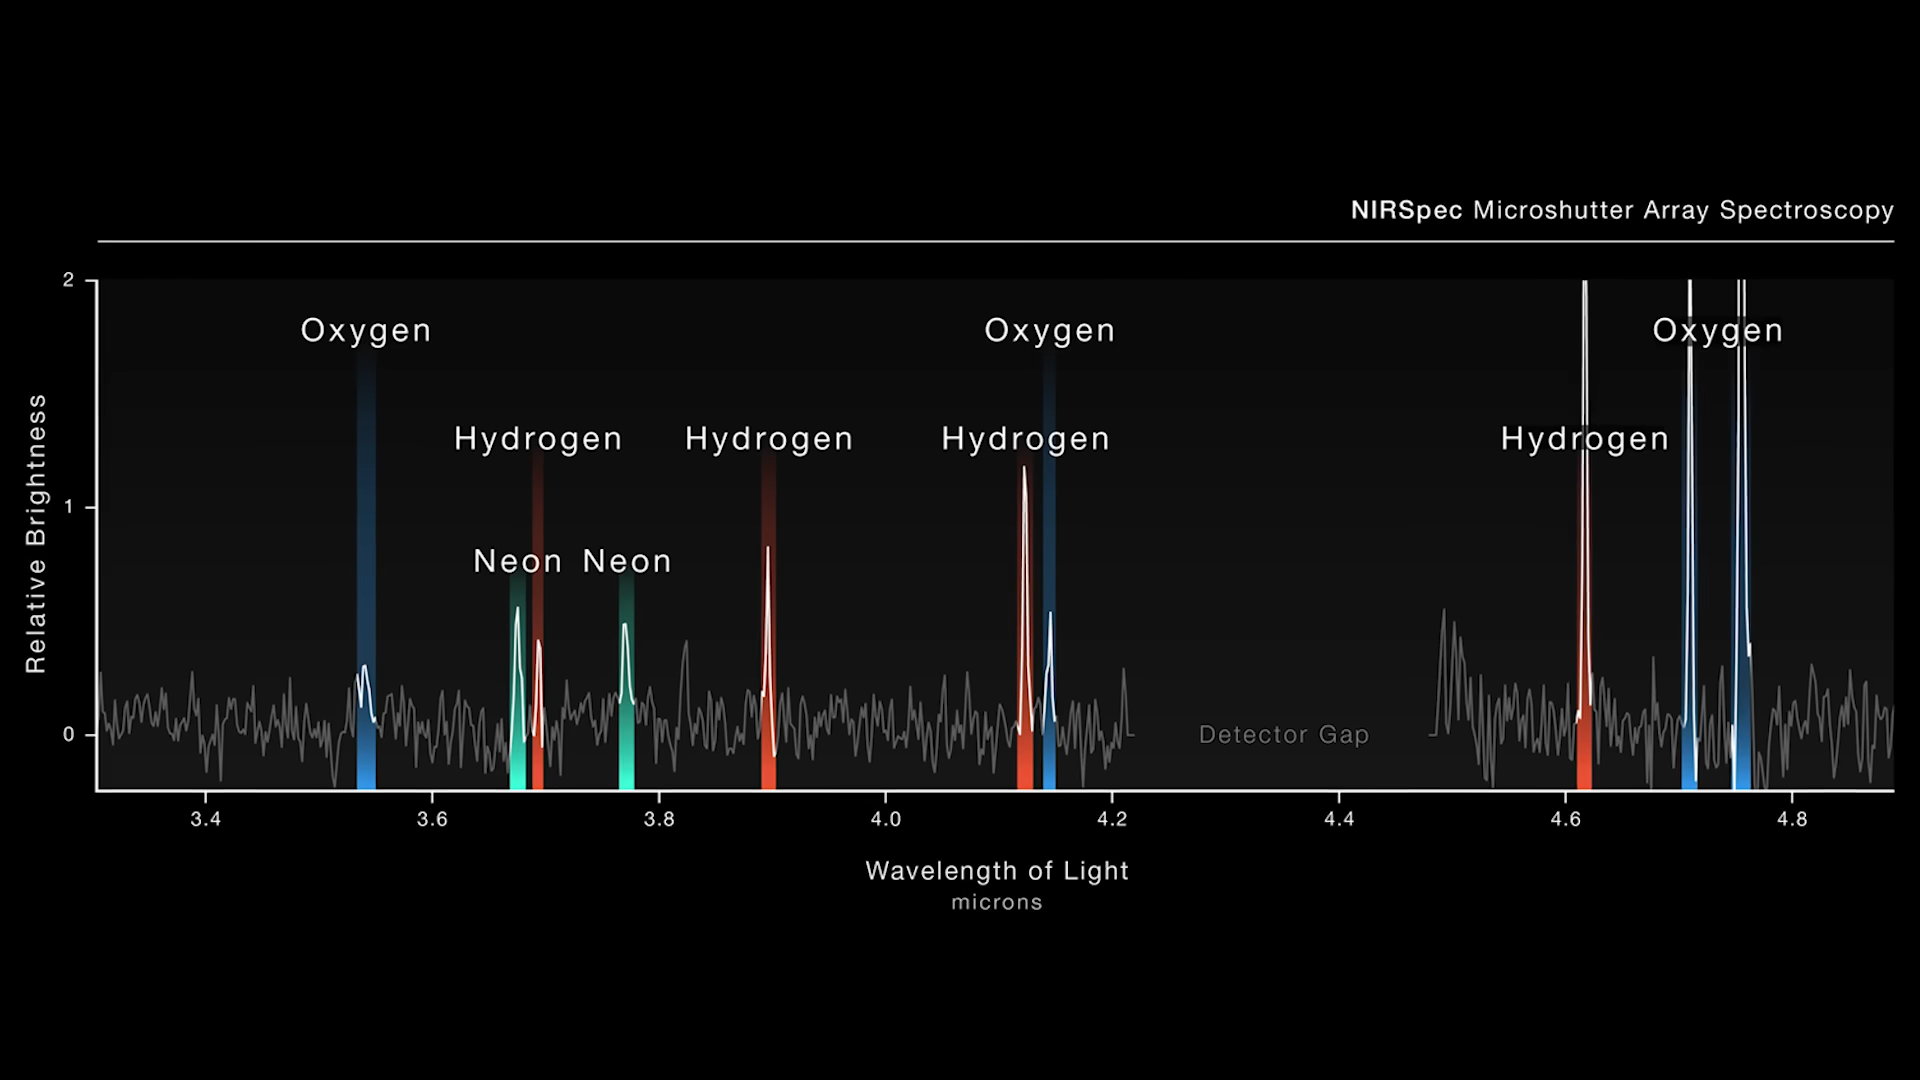 NIRSpec Microshutter Array Spectroscopy
2
Oxygen Oxygen Oxygen
Hydrogen Hydrogen Hydrogen Hydrogen
1
Neon Neon
Relative Brightness
0
Detector Gap
3.4 3.6 3.8 4.0 4.2 4.4 4.6 4.8
Wavelength of Light
microns